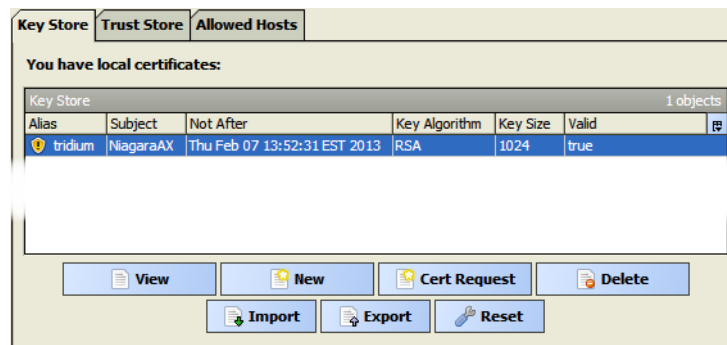 Key Store Trust Store Allowed Hosts
You have local certificates:
Key Store 1 objects
Alias Subject Not After Key Algorithm Key Size Valid
tridium NiagaraAX Thu Feb 07 13:52:31 EST 2013 RSA 1024 true
View New Cert Request Delete
Import Export Reset